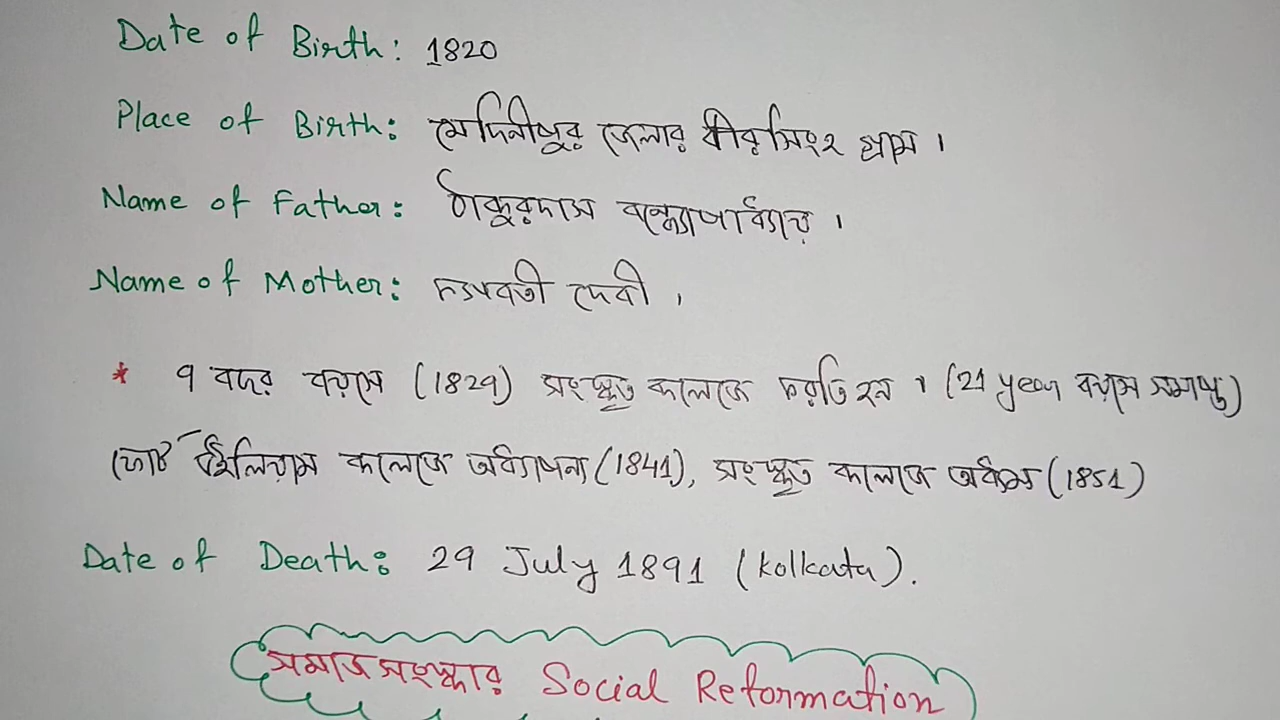 Date of Birth: 1820
Place of Birth: মেদিনীপুর জেলার বীরসিংহ গ্রাম।
Name of Father: ঠাকুরদাস বন্দ্যোপাধ্যায়।
Name of Mother: ভগবতী দেবী।
* ৭ বছর বয়সে (1829) সংস্কৃত কলেজে ভরতি হন। (21 year বয়সে সমাপ্ত)
ফোর্ট উইলিয়াম কলেজে অধ্যাপনা (1841), সংস্কৃত কলেজে অধ্যক্ষ (1851)
Date of Death: 29 July 1891 (Kolkata).
সমাজসংস্কার Social Reformation